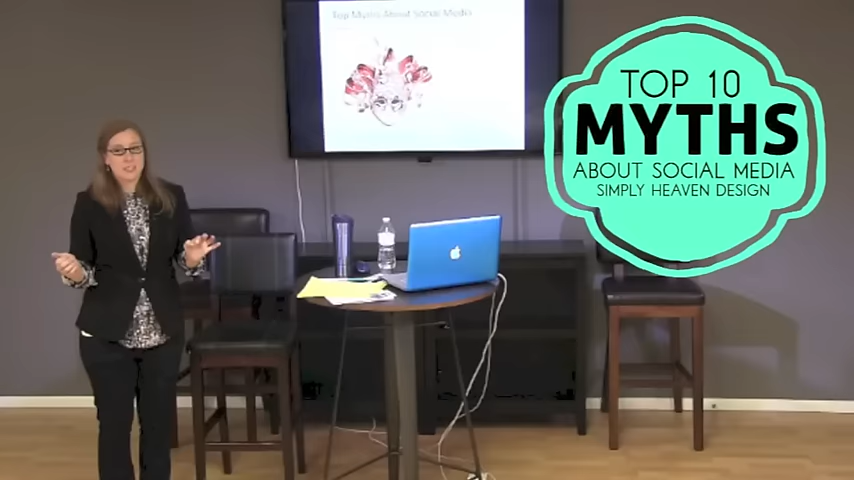 Top Myths About Social Media
TOP 10
MYTHS
ABOUT SOCIAL MEDIA
SIMPLY HEAVEN DESIGN